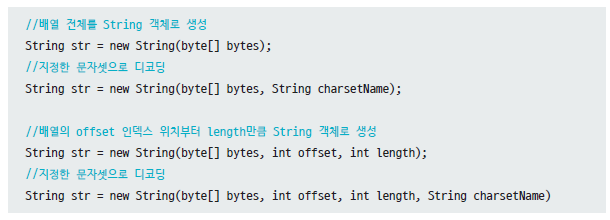 //배열 전체를 String 객체로 생성
String str = new String(byte[] bytes);
//지정한 문자셋으로 디코딩
String str = new String(byte[] bytes, String charsetName);
//배열의 offset 인덱스 위치부터 length만큼 String 객체로 생성
String str = new String(byte[] bytes, int offset, int length);
//지정한 문자셋으로 디코딩
String str = new String(byte[] bytes, int offset, int length, String charsetName)